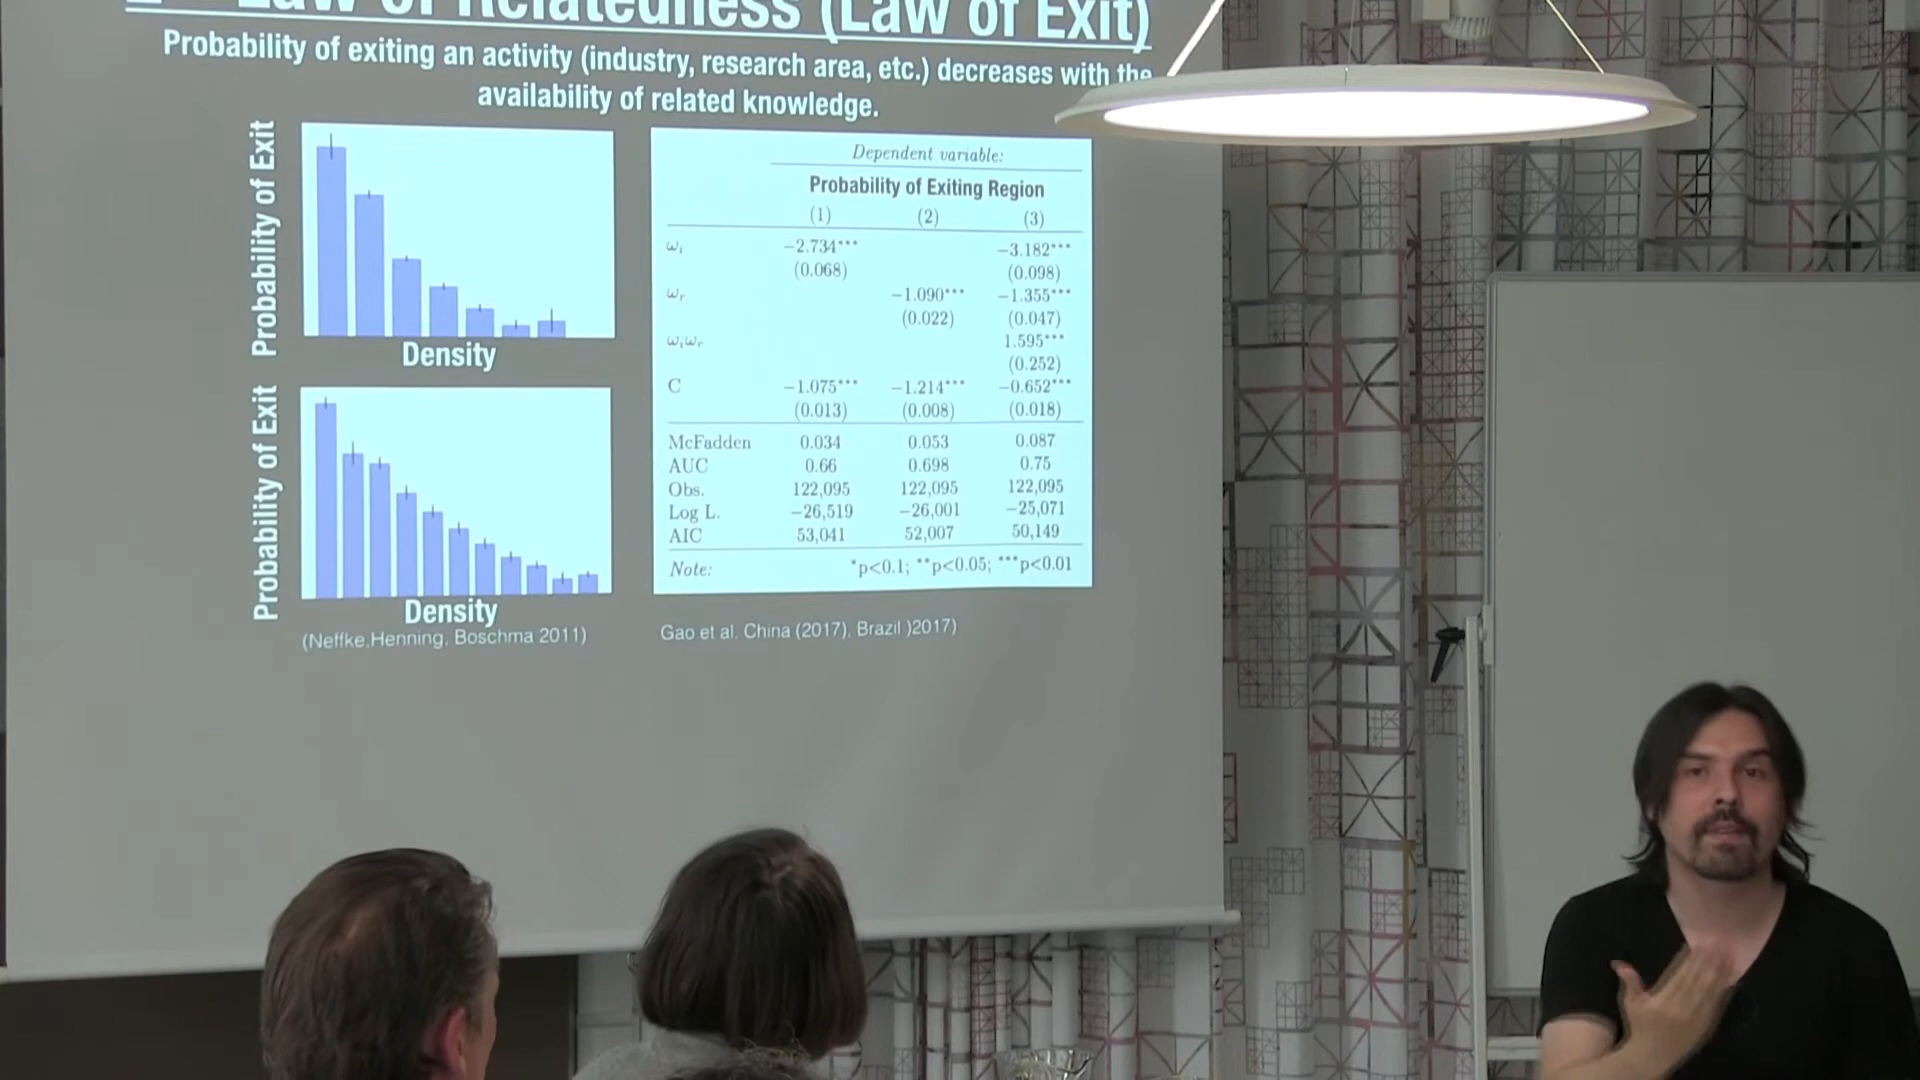 Law of Relatedness (Law of Exit)
Probability of exiting an activity (industry, research area, etc.) decreases with the
availability of related knowledge.
Probability of Exit
Density
Probability of Exit
Density
(Neffke,Henning, Boschma 2011)
Dependent variable:
Probability of Exiting Region
(1) (2) (3)
ωi −2.734*** −3.182***
(0.068) (0.098)
ωr −1.090*** −1.355***
(0.022) (0.047)
ωiωr 1.595***
(0.252)
C −1.075*** −1.214*** −0.652***
(0.013) (0.008) (0.018)
McFadden 0.034 0.053 0.087
AUC 0.66 0.698 0.75
Obs. 122,095 122,095 122,095
Log L. −26,519 −26,001 −25,071
AIC 53,041 52,007 50,149
Note: *p<0.1; **p<0.05; ***p<0.01
Gao et al. China (2017), Brazil )2017)